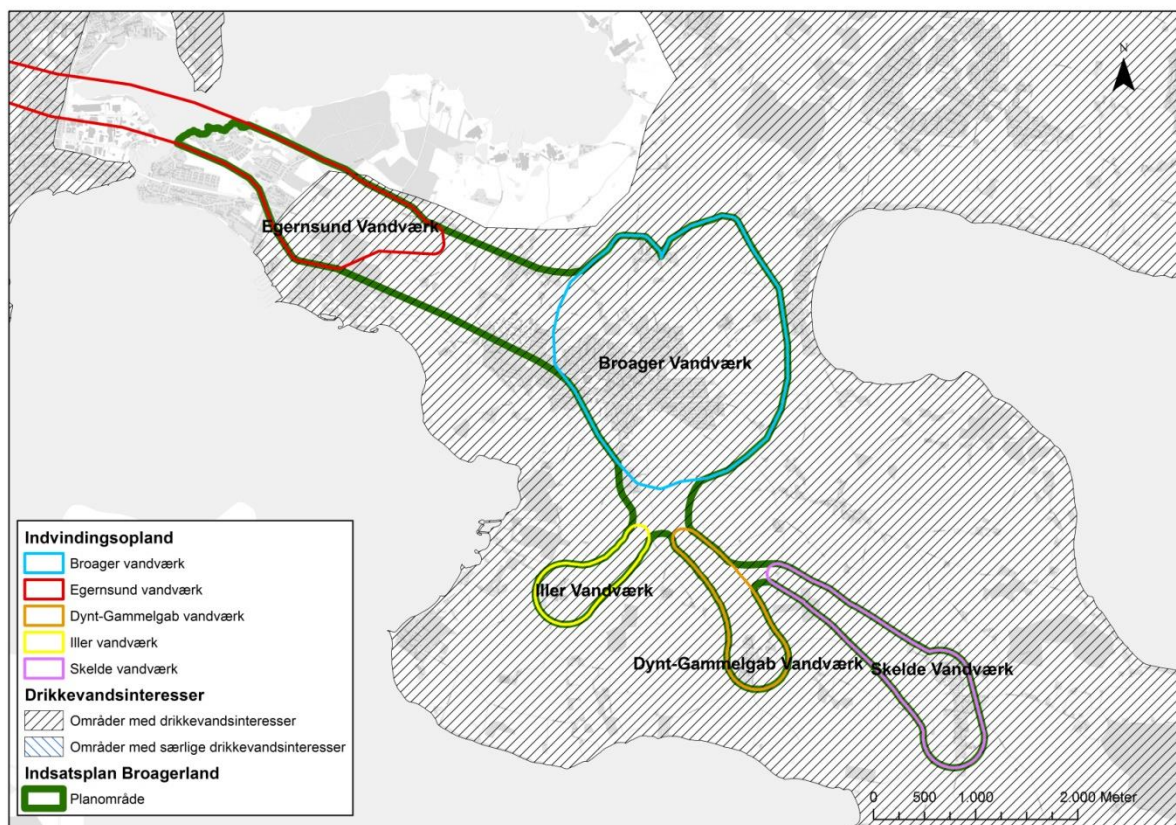 N
Egernsund Vandværk
Broager Vandværk
Iller Vandværk
Dynt-Gammelgab Vandværk
Skelde Vandværk
Indvindingsopland
Broager vandværk
Egernsund vandværk
Dynt-Gammelgab vandværk
Iller vandværk
Skelde vandværk
Drikkevandsinteresser
Områder med drikkevandsinteresser
Områder med særlige drikkevandsinteresser
Indsatsplan Broagerland
Planområde
0 500 1.000 2.000 Meter